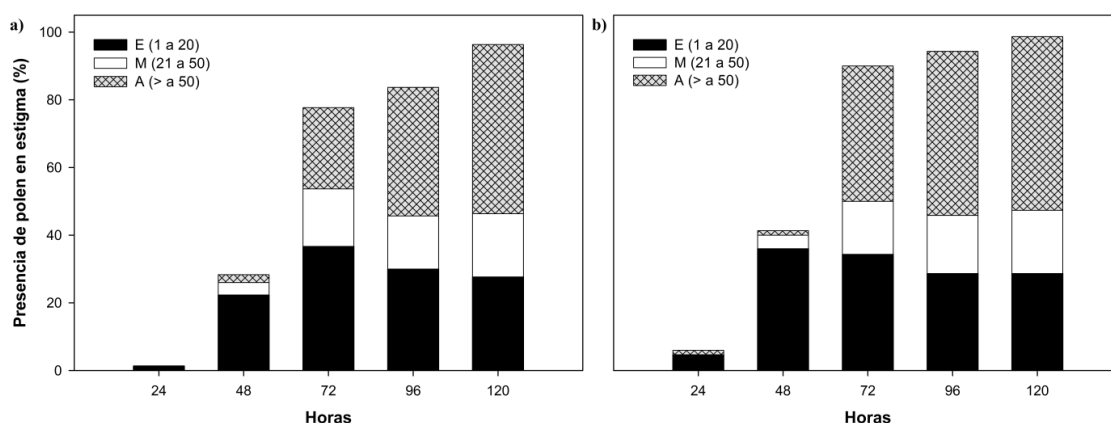 a)
Presencia de polen en estigma (%)
100
80
60
40
20
0
E (1 a 20)
M (21 a 50)
A (> a 50)
24 48 72 96 120
Horas
b)
E (1 a 20)
M (21 a 50)
A (> a 50)
24 48 72 96 120
Horas